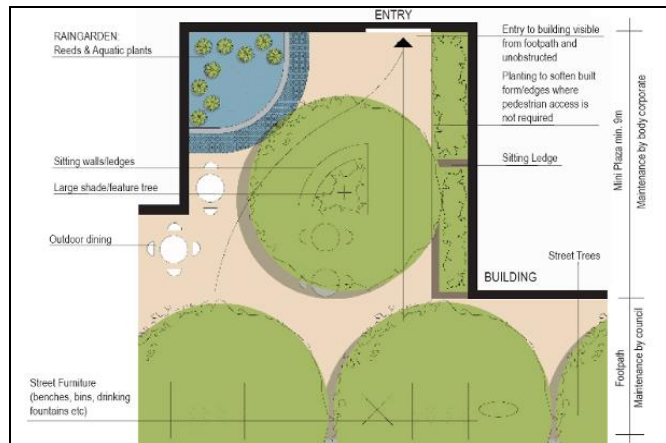 ENTRY
RAINGARDEN:
Reeds & Aquatic plants
Entry to building visible
from footpath and
unobstructed
Planting to soften built
form/edges where
pedestrian access is
not required
Sitting walls/ledges
Sitting Ledge
Large shade/feature tree
Outdoor dining
Street Trees
BUILDING
Street Furniture
(benches, bins, drinking
fountains etc)
Mini Plaza min. 9m
Maintenance by body corporate
Footpath
Maintenance by council